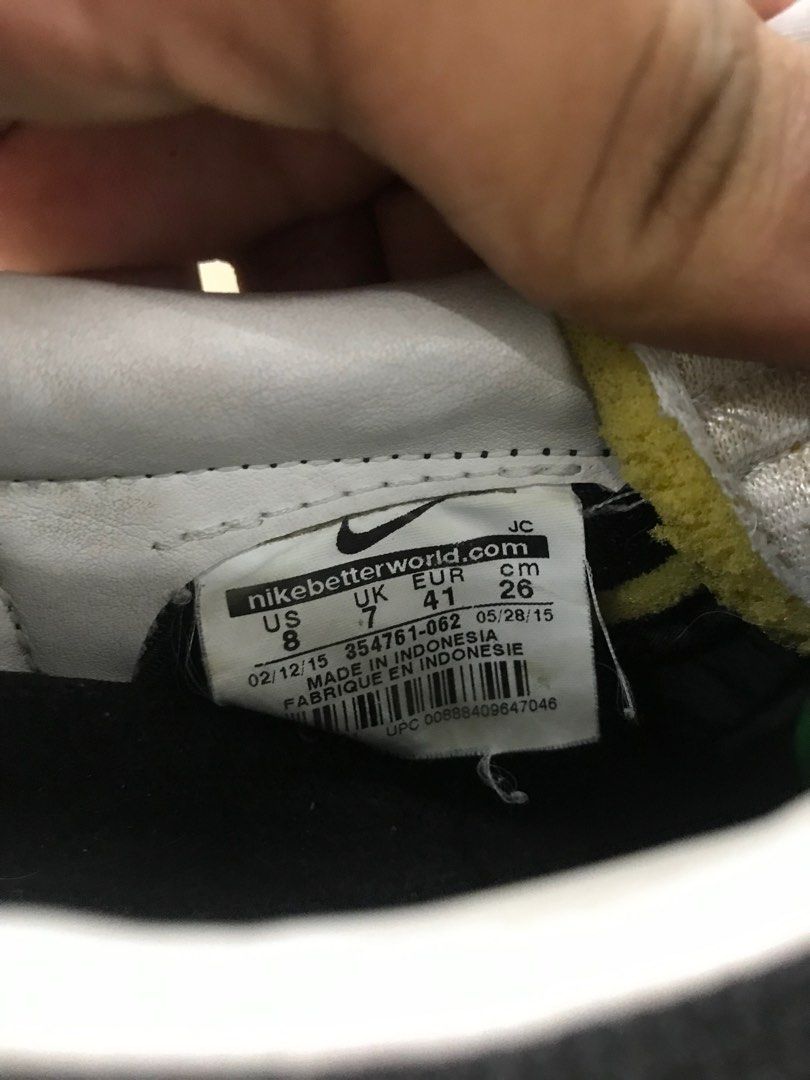 JC
nikebetterworld.com
US UK EUR cm
8 7 41 26
02/12/15 354761-062 05/28/15
MADE IN INDONESIA
FABRIQUE EN INDONESIE
UPC 00888409647046